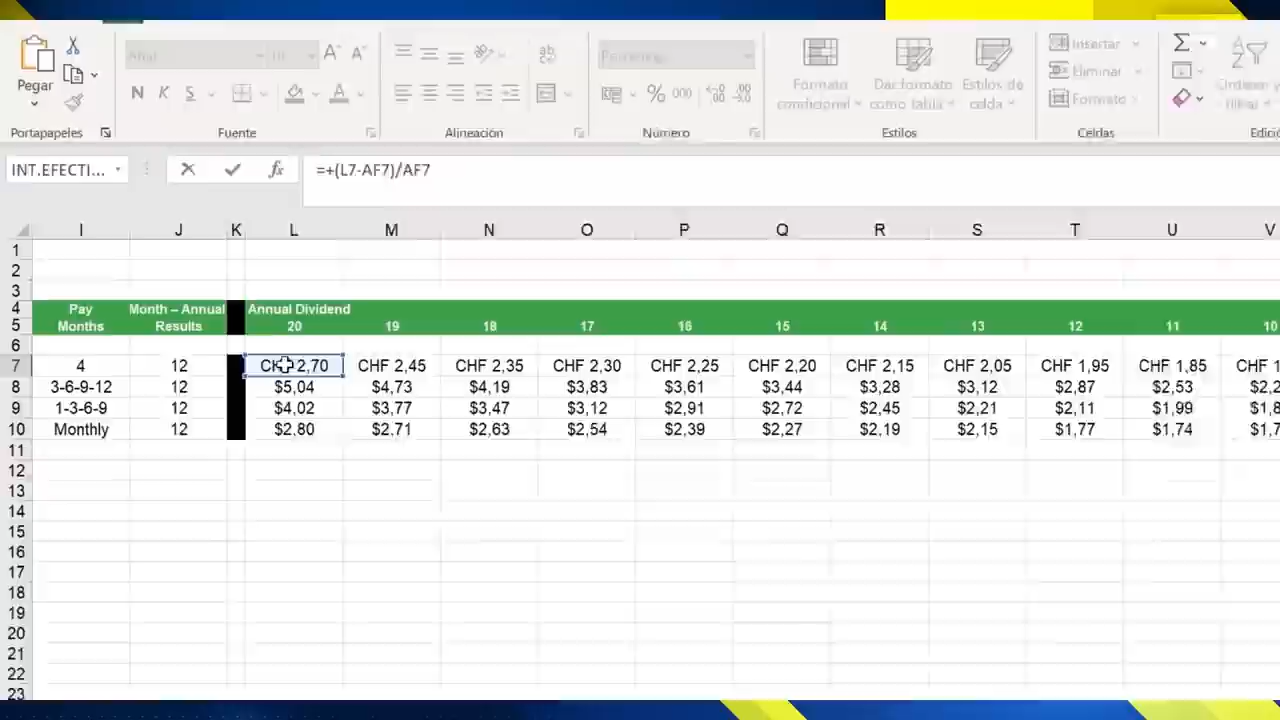 Arial 10 A A Porcentaje Insertar Σ
Pegar N K S % 000 Formato condicional Dar formato como tabla Estilos de celda Eliminar Formato Ordenar y filtrar
Portapapeles Fuente Alineación Número Estilos Celdas
INT.EFECTI... fx =+(L7-AF7)/AF7
I J K L M N O P Q R S T U V
1
2
3
4 Pay Month – Annual Annual Dividend
5 Months Results 20 19 18 17 16 15 14 13 12 11 10
6
7 4 12 2,70 CHF 2,45 CHF 2,35 CHF 2,30 CHF 2,25 CHF 2,20 CHF 2,15 CHF 2,05 CHF 1,95 CHF 1,85
8 3-6-9-12 12 $5,04 $4,73 $4,19 $3,83 $3,61 $3,44 $3,28 $3,12 $2,87 $2,53
9 1-3-6-9 12 $4,02 $3,77 $3,47 $3,12 $2,91 $2,72 $2,45 $2,21 $2,11 $1,99
10 Monthly 12 $2,80 $2,71 $2,63 $2,54 $2,39 $2,27 $2,19 $2,15 $1,77 $1,74
11
12
13
14
15
16
17
18
19
20
21
22
23